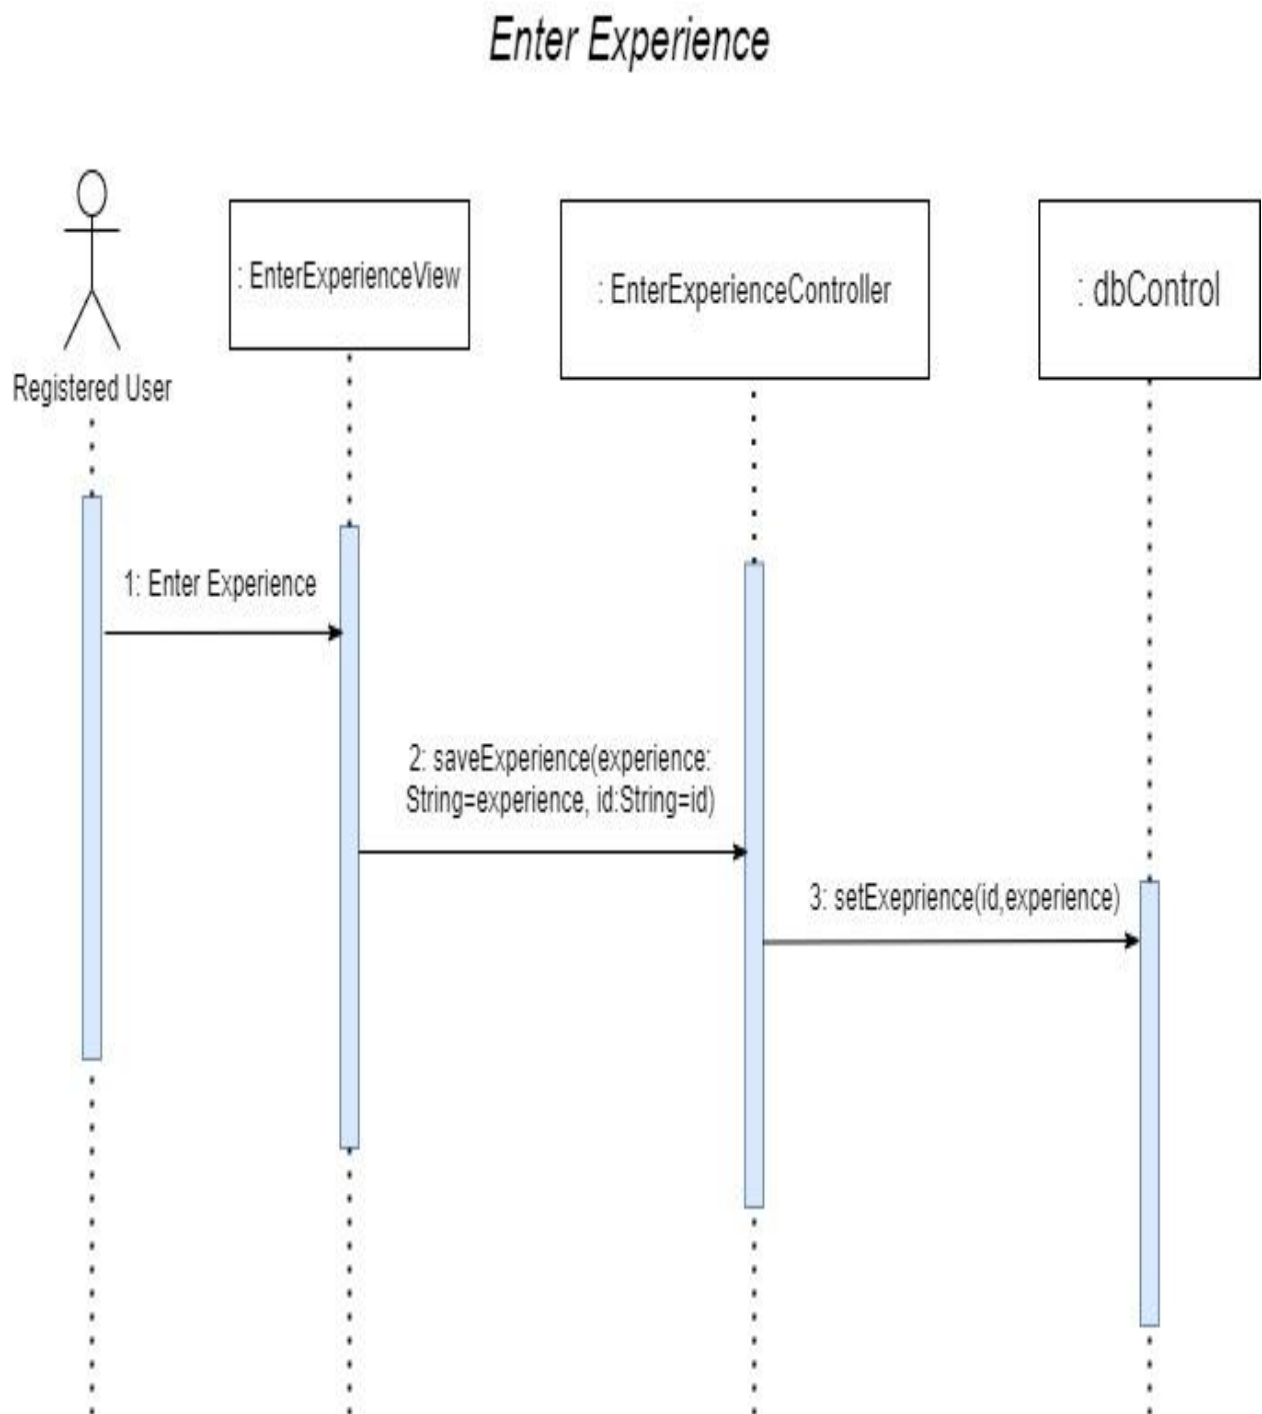 Enter Experience
: EnterExperienceView
: EnterExperienceController
: dbControl
Registered User
1: Enter Experience
2: saveExperience(experience:
String=experience, id:String=id)
3: setExeprience(id,experience)